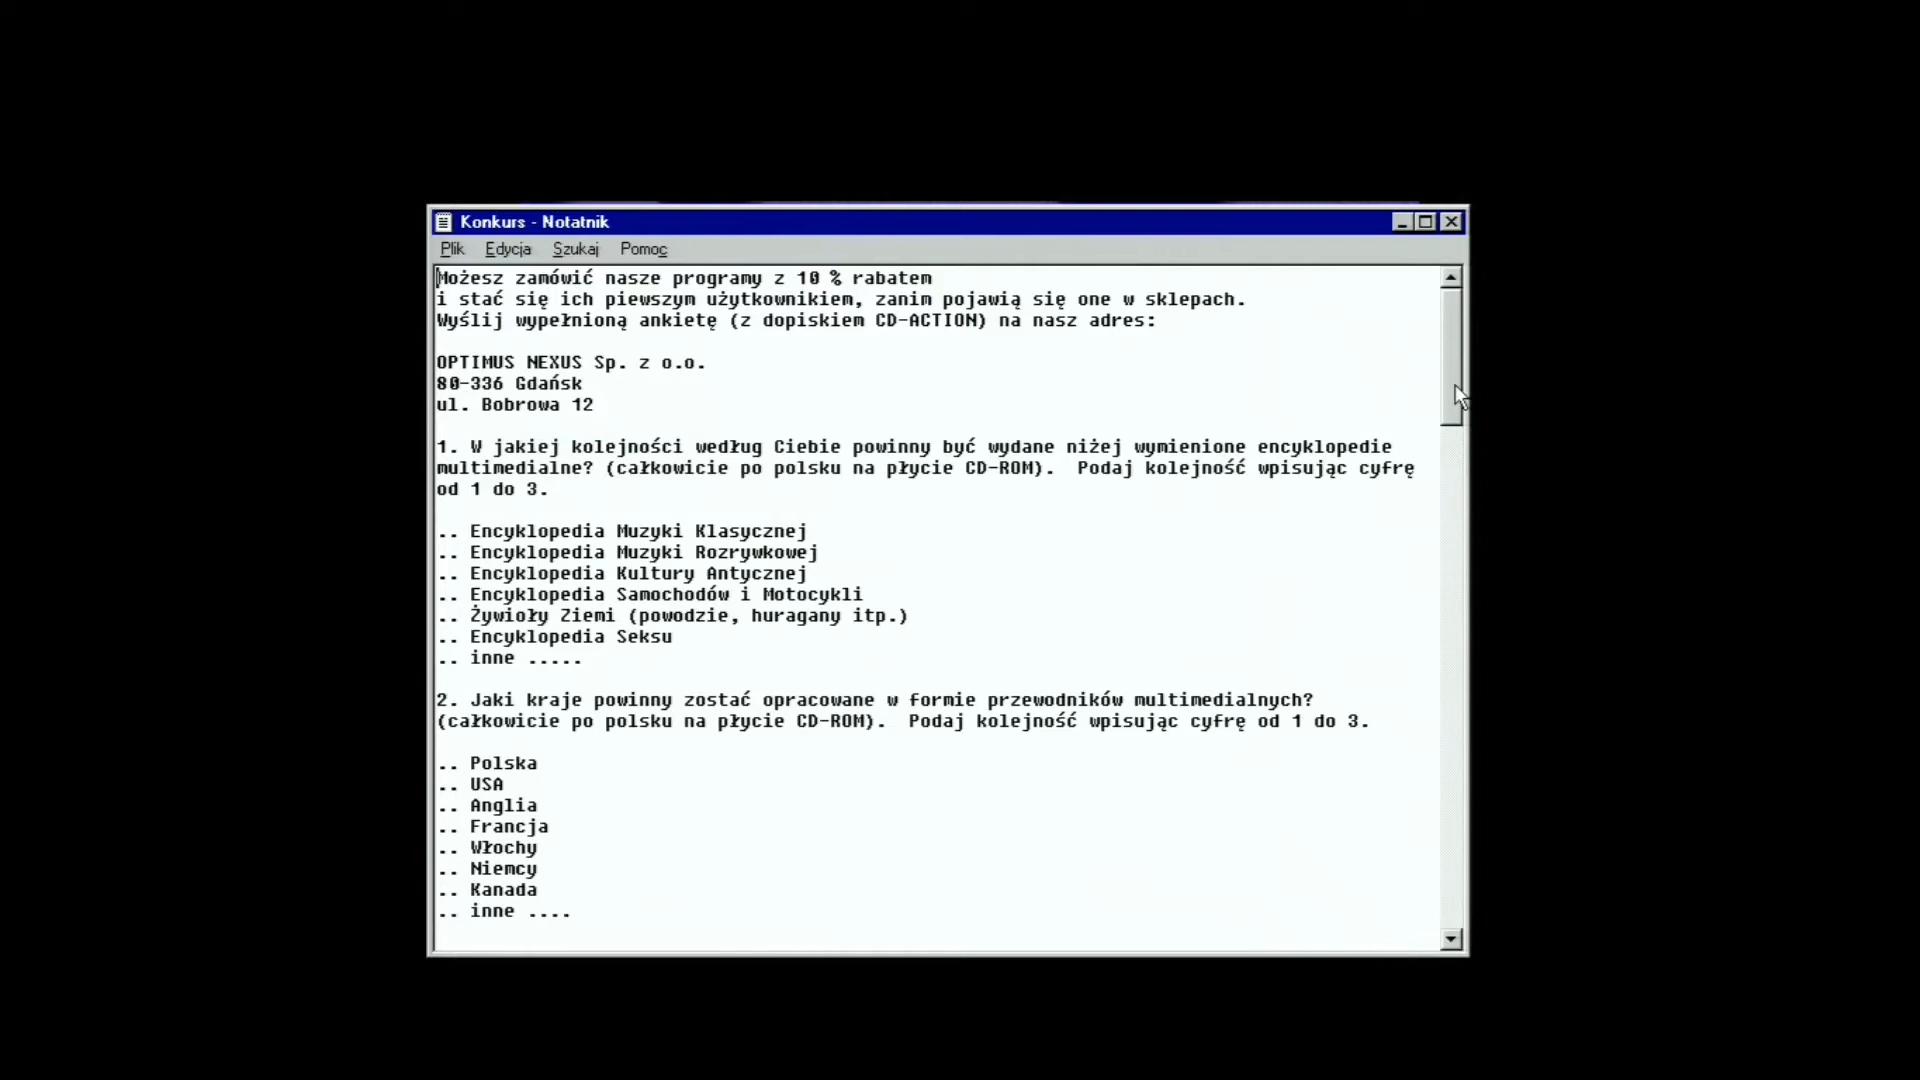 Konkurs - Notatnik
Plik Edycja Szukaj Pomoc
Możesz zamówić nasze programy z 10 % rabatem
i stać się ich piewszym użytkownikiem, zanim pojawią się one w sklepach.
Wyślij wypełnioną ankietę (z dopiskiem CD-ACTION) na nasz adres:
OPTIMUS NEXUS Sp. z o.o.
80-336 Gdańsk
ul. Bobrowa 12
1. W jakiej kolejności według Ciebie powinny być wydane niżej wymienione encyklopedie
multimedialne? (całkowicie po polsku na płycie CD-ROM). Podaj kolejność wpisując cyfrę
od 1 do 3.
.. Encyklopedia Muzyki Klasycznej
.. Encyklopedia Muzyki Rozrywkowej
.. Encyklopedia Kultury Antycznej
.. Encyklopedia Samochodów i Motocykli
.. Żywioły Ziemi (powodzie, huragany itp.)
.. Encyklopedia Seksu
.. inne .....
2. Jaki kraje powinny zostać opracowane w formie przewodników multimedialnych?
(całkowicie po polsku na płycie CD-ROM). Podaj kolejność wpisując cyfrę od 1 do 3.
.. Polska
.. USA
.. Anglia
.. Francja
.. Włochy
.. Niemcy
.. Kanada
.. inne ....